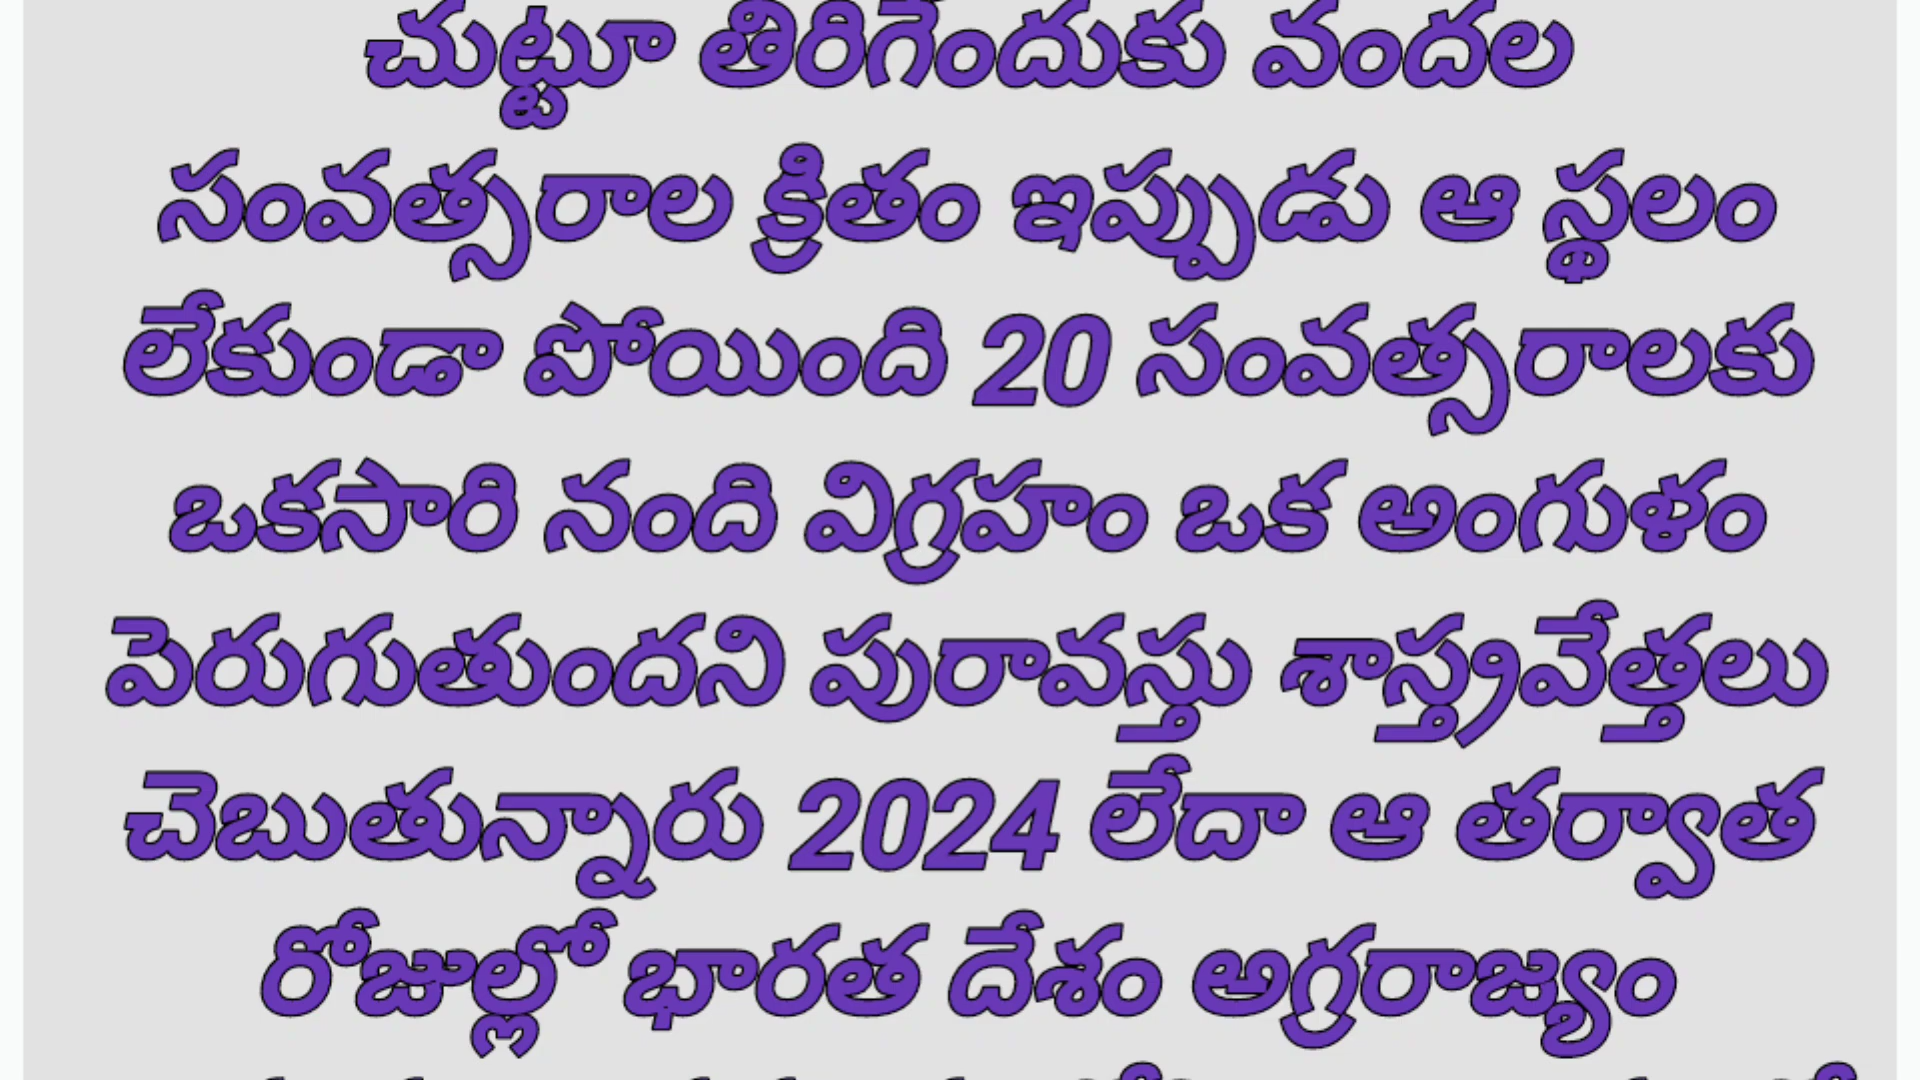 చుట్టూ తిరిగేందుకు వందల
సంవత్సరాల క్రితం ఇప్పుడు ఆ స్థలం
లేకుండా పోయింది 20 సంవత్సరాలకు
ఒకసారి నంది విగ్రహం ఒక అంగుళం
పెరుగుతుందని పురావస్తు శాస్త్రవేత్తలు
చెబుతున్నారు 2024 లేదా ఆ తర్వాత
రోజుల్లో భారత దేశం అగ్రరాజ్యం